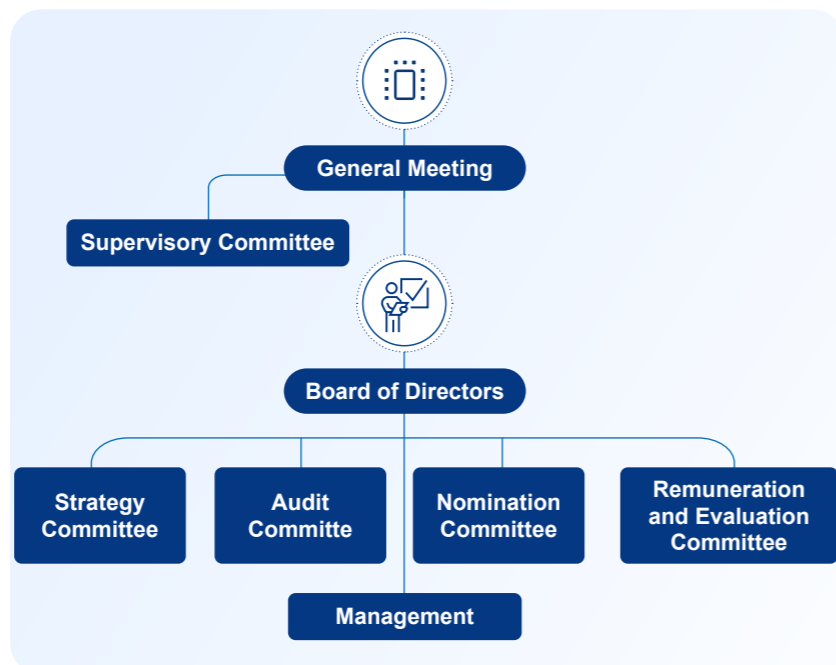 General Meeting
Supervisory Committee
Board of Directors
Strategy
Committee
Audit
Committe
Nomination
Committee
Remuneration
and Evaluation
Committee
Management